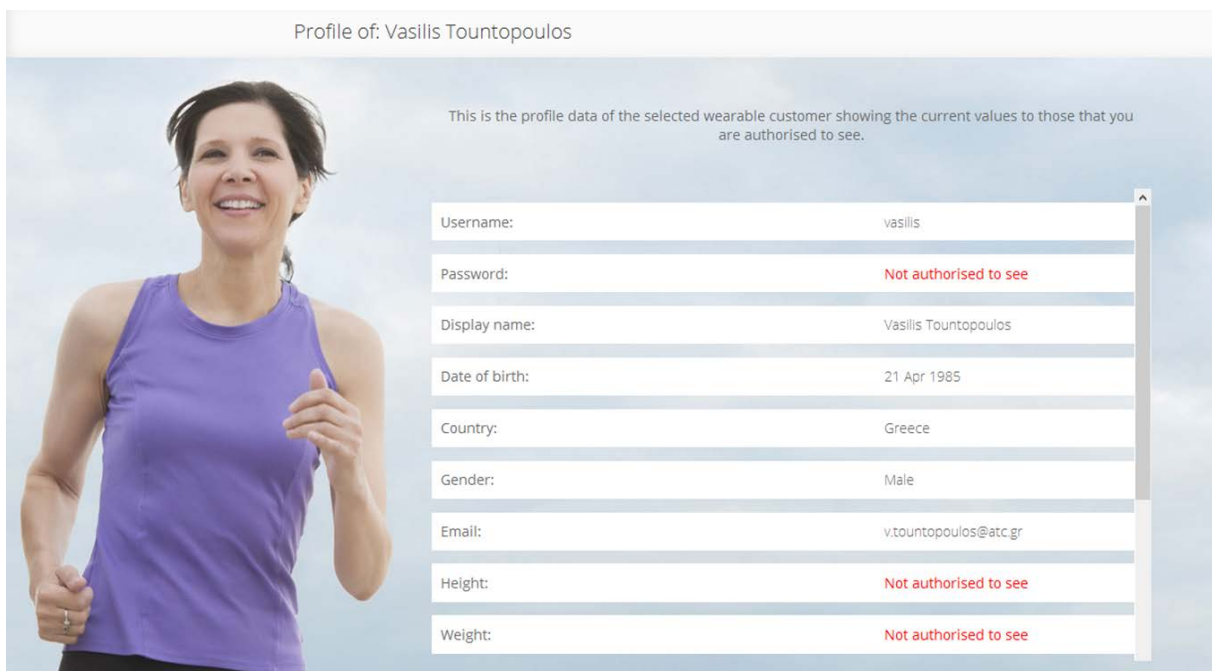 Profile of: Vasilis Tountopoulos
This is the profile data of the selected wearable customer showing the current values to those that you
are authorised to see.
Username: vasilis
Password: Not authorised to see
Display name: Vasilis Tountopoulos
Date of birth: 21 Apr 1985
Country: Greece
Gender: Male
Email: v.tountopoulos@atc.gr
Height: Not authorised to see
Weight: Not authorised to see